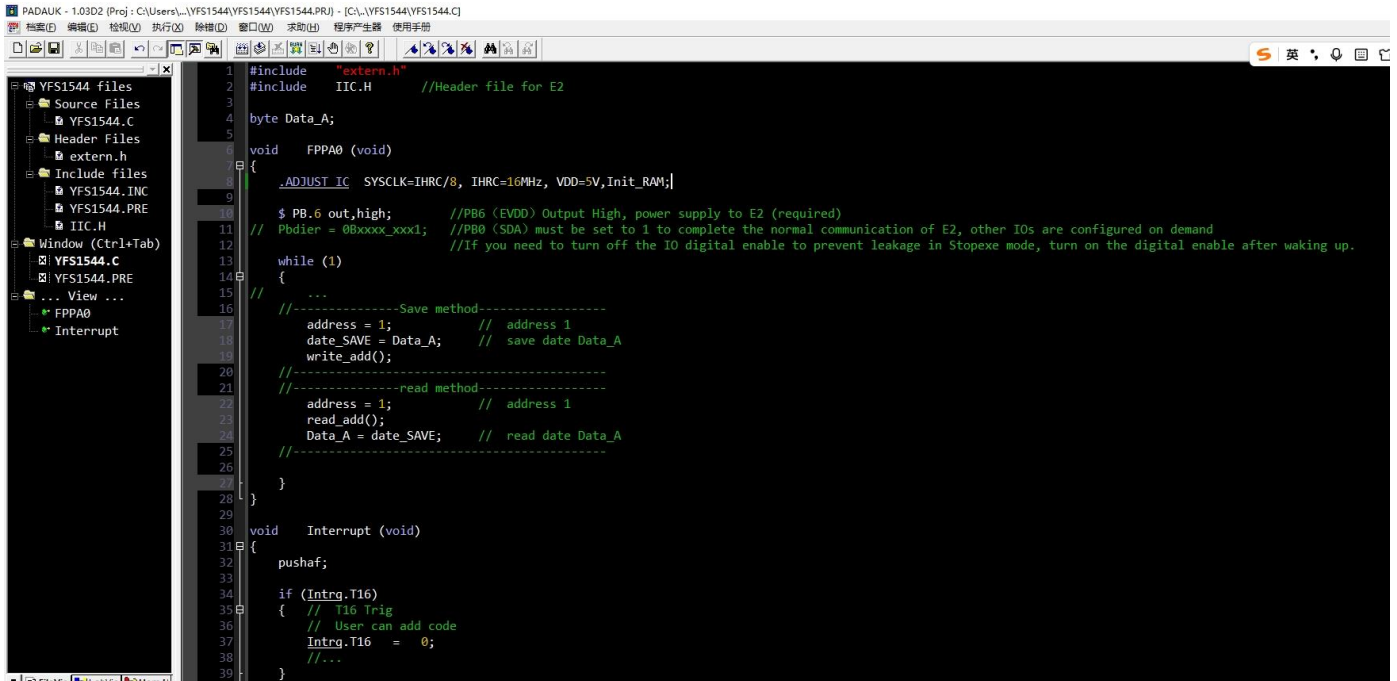 PADAUK - 1.03D2 (Proj : C:\Users\...\YFS1544\YFS1544\YFS1544.PRJ) - [C:\...\YFS1544\YFS1544.C]
档案(F) 编辑(E) 检视(V) 执行(X) 除错(D) 窗口(W) 求助(H) 程序产生器 使用手册
英
YFS1544 files
Source Files
YFS1544.C
Header Files
extern.h
Include files
YFS1544.INC
YFS1544.PRE
IIC.H
Window (Ctrl+Tab)
YFS1544.C
YFS1544.PRE
... View ...
FPPA0
Interrupt
1 #include "extern.h"
2 #include IIC.H //Header file for E2
3
4 byte Data_A;
5
6 void FPPA0 (void)
7 {
8 .ADJUST_IC SYSCLK=IHRC/8, IHRC=16MHz, VDD=5V,Init_RAM;
9
10 $ PB.6 out,high; //PB6（EVDD）Output High, power supply to E2 (required)
11 // Pbdier = 0Bxxxx_xxx1; //PB0（SDA）must be set to 1 to complete the normal communication of E2, other IOs are configured on demand
12 //If you need to turn off the IO digital enable to prevent leakage in Stopexe mode, turn on the digital enable after waking up.
13 while (1)
14 {
15 // ...
16 //---------------Save method------------------
17 address = 1; // address 1
18 date_SAVE = Data_A; // save date Data_A
19 write_add();
20 //--------------------------------------------
21 //---------------read method------------------
22 address = 1; // address 1
23 read_add();
24 Data_A = date_SAVE; // read date Data_A
25 //--------------------------------------------
26
27 }
28 }
29
30 void Interrupt (void)
31 {
32 pushaf;
33
34 if (Intrq.T16)
35 { // T16 Trig
36 // User can add code
37 Intrq.T16 = 0;
38 //...
39 }